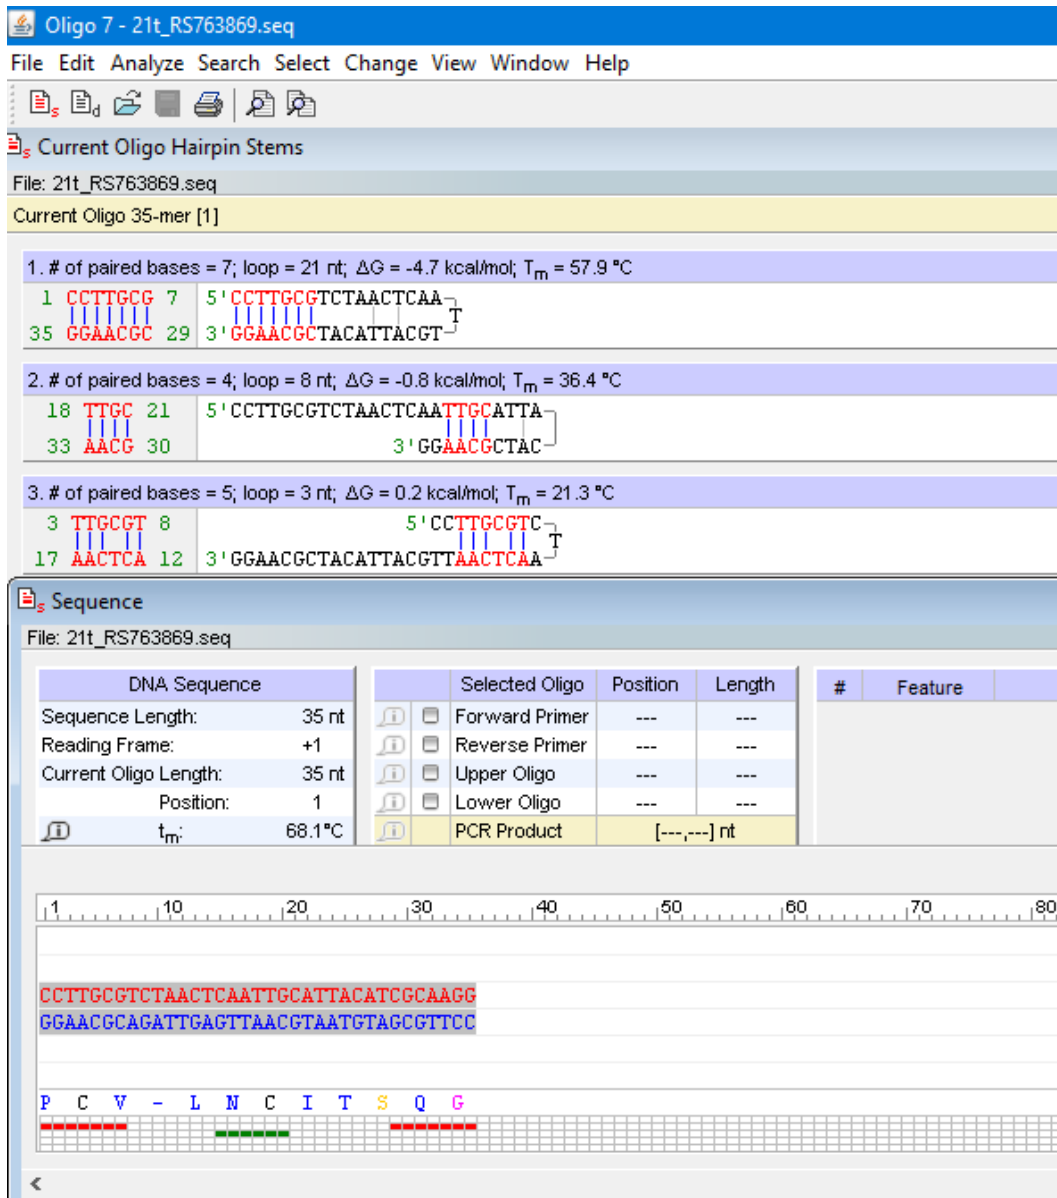 Oligo 7 - 21t_RS763869.seq
File Edit Analyze Search Select Change View Window Help
Current Oligo Hairpin Stems
File: 21t_RS763869.seq
Current Oligo 35-mer [1]
1. # of paired bases = 7; loop = 21 nt; ΔG = -4.7 kcal/mol; Tm = 57.9 °C
1 CCTTGCG 7 5'CCTTGCGTCTAACTCAA
T
35 GGAACGC 29 3'GGAACGCTACATTACGT
2. # of paired bases = 4; loop = 8 nt; ΔG = -0.8 kcal/mol; Tm = 36.4 °C
18 TTGC 21 5'CCTTGCGTCTAACTCAATTGCATTA
33 AACG 30 3'GGAACGCTAC
3. # of paired bases = 5; loop = 3 nt; ΔG = 0.2 kcal/mol; Tm = 21.3 °C
3 TTGCGT 8 5'CCTTGCGTC
T
17 AACTCA 12 3'GGAACGCTACATTACGTTAACTCAA
Sequence
File: 21t_RS763869.seq
DNA Sequence Selected Oligo Position Length # Feature
Sequence Length: 35 nt Forward Primer --- ---
Reading Frame: +1 Reverse Primer --- ---
Current Oligo Length: 35 nt Upper Oligo --- ---
Position: 1 Lower Oligo --- ---
tm: 68.1°C PCR Product [---,---] nt
1 10 20 30 40 50 60 70 80
CCTTGCGTCTAACTCAATTGCATTACATCGCAAGG
GGAACGCAGATTGAGTTAACGTAATGTAGCGTTCC
P C V - L N C I T S Q G